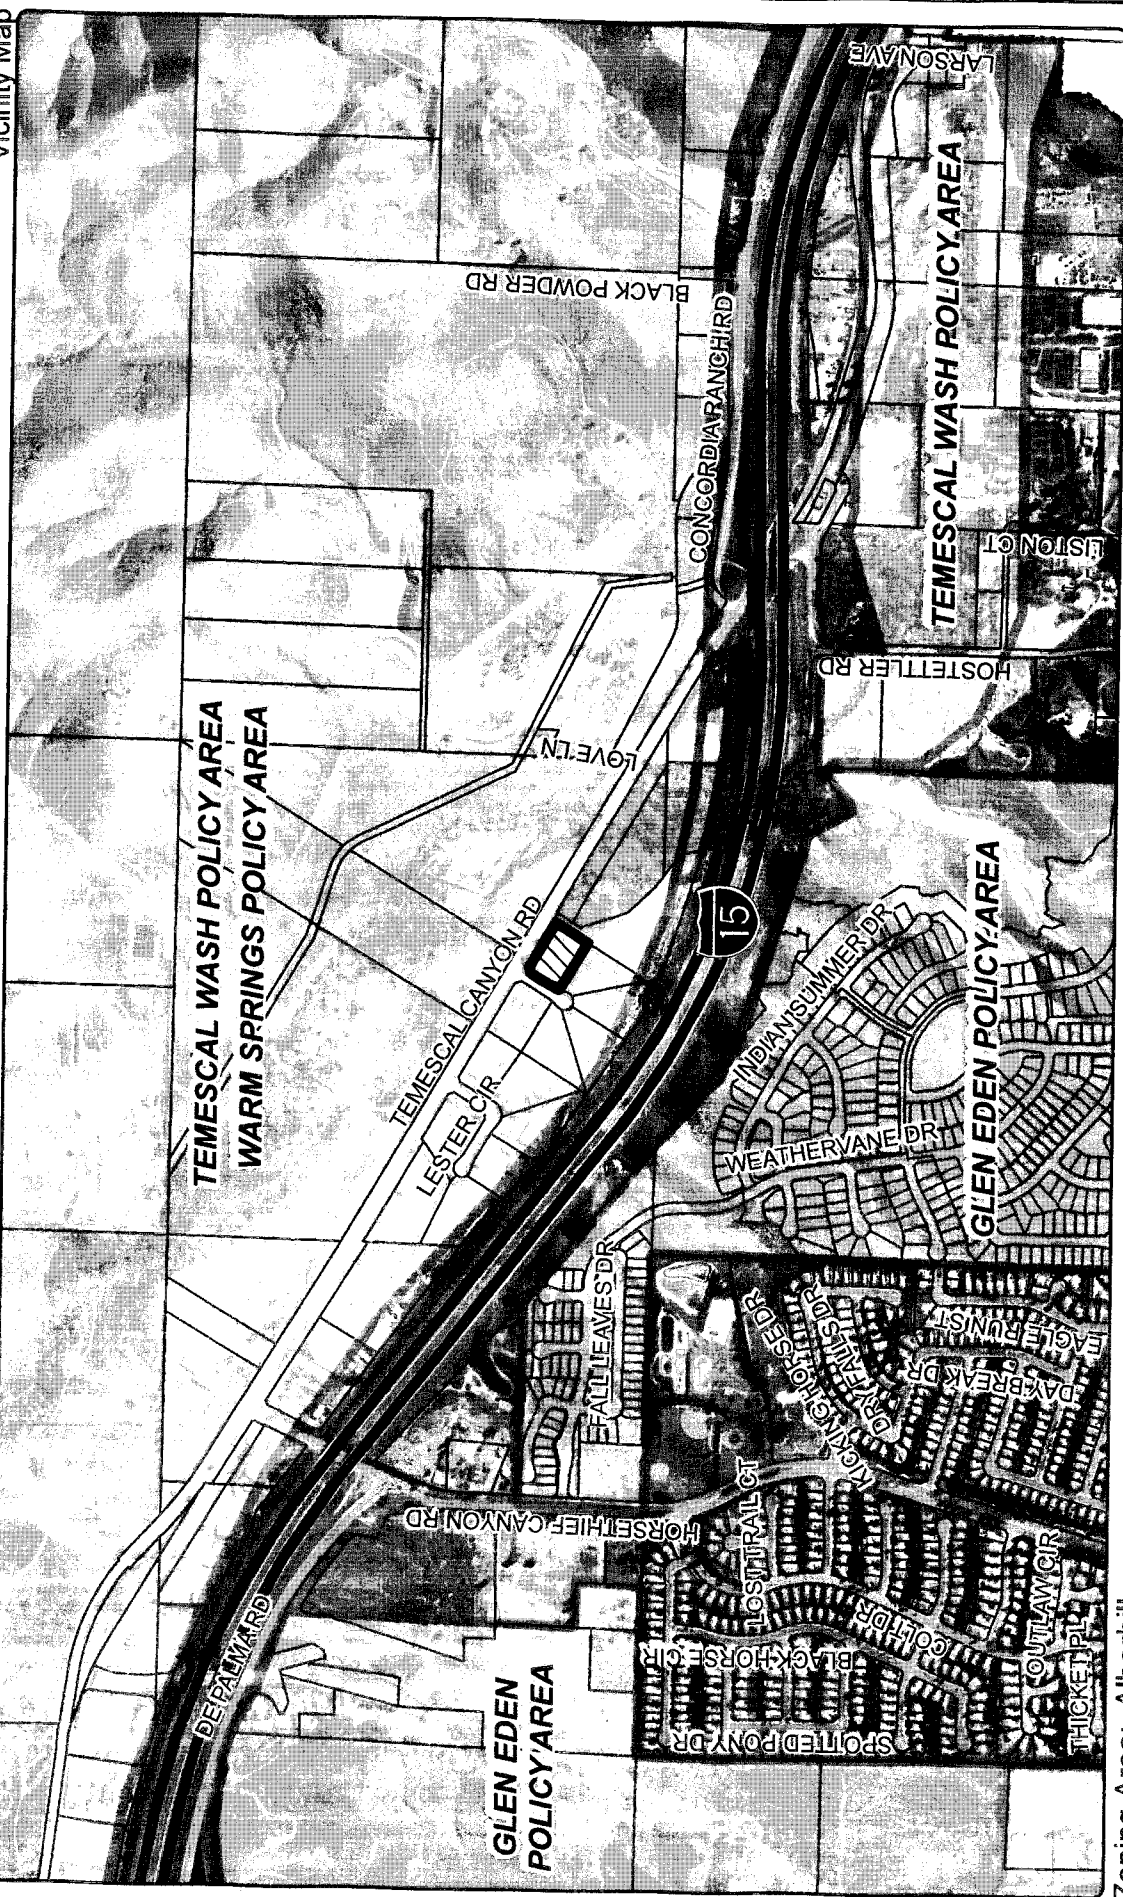 Vicinity Map
LARSON AVE
TEMESCAL WASH POLICY AREA
BLACK POWDER RD
CONCORDIA RANCH RD
LISTON CT
HOSTETTLER RD
LOVE LN
TEMESCAL WASH POLICY AREA
WARM SPRINGS POLICY AREA
TEMESCAL CANYON RD
15
LESTER CIR
INDIAN SUMMER DR
GLEN EDEN POLICY AREA
WEATHERVANE DR
FALL LEAVES DR
KICKING HORSE DR
DRY FALLS DR
EAGLE RUN ST
DAYBREAK DR
HORSETHIEF CANYON RD
LOST TRAIL CT
DE PALMA RD
BLACK HORSE CIR
COLT DR
OUTLAW CIR
THICKET PL
SPOTTED PONY DR
GLEN EDEN
POLICY AREA